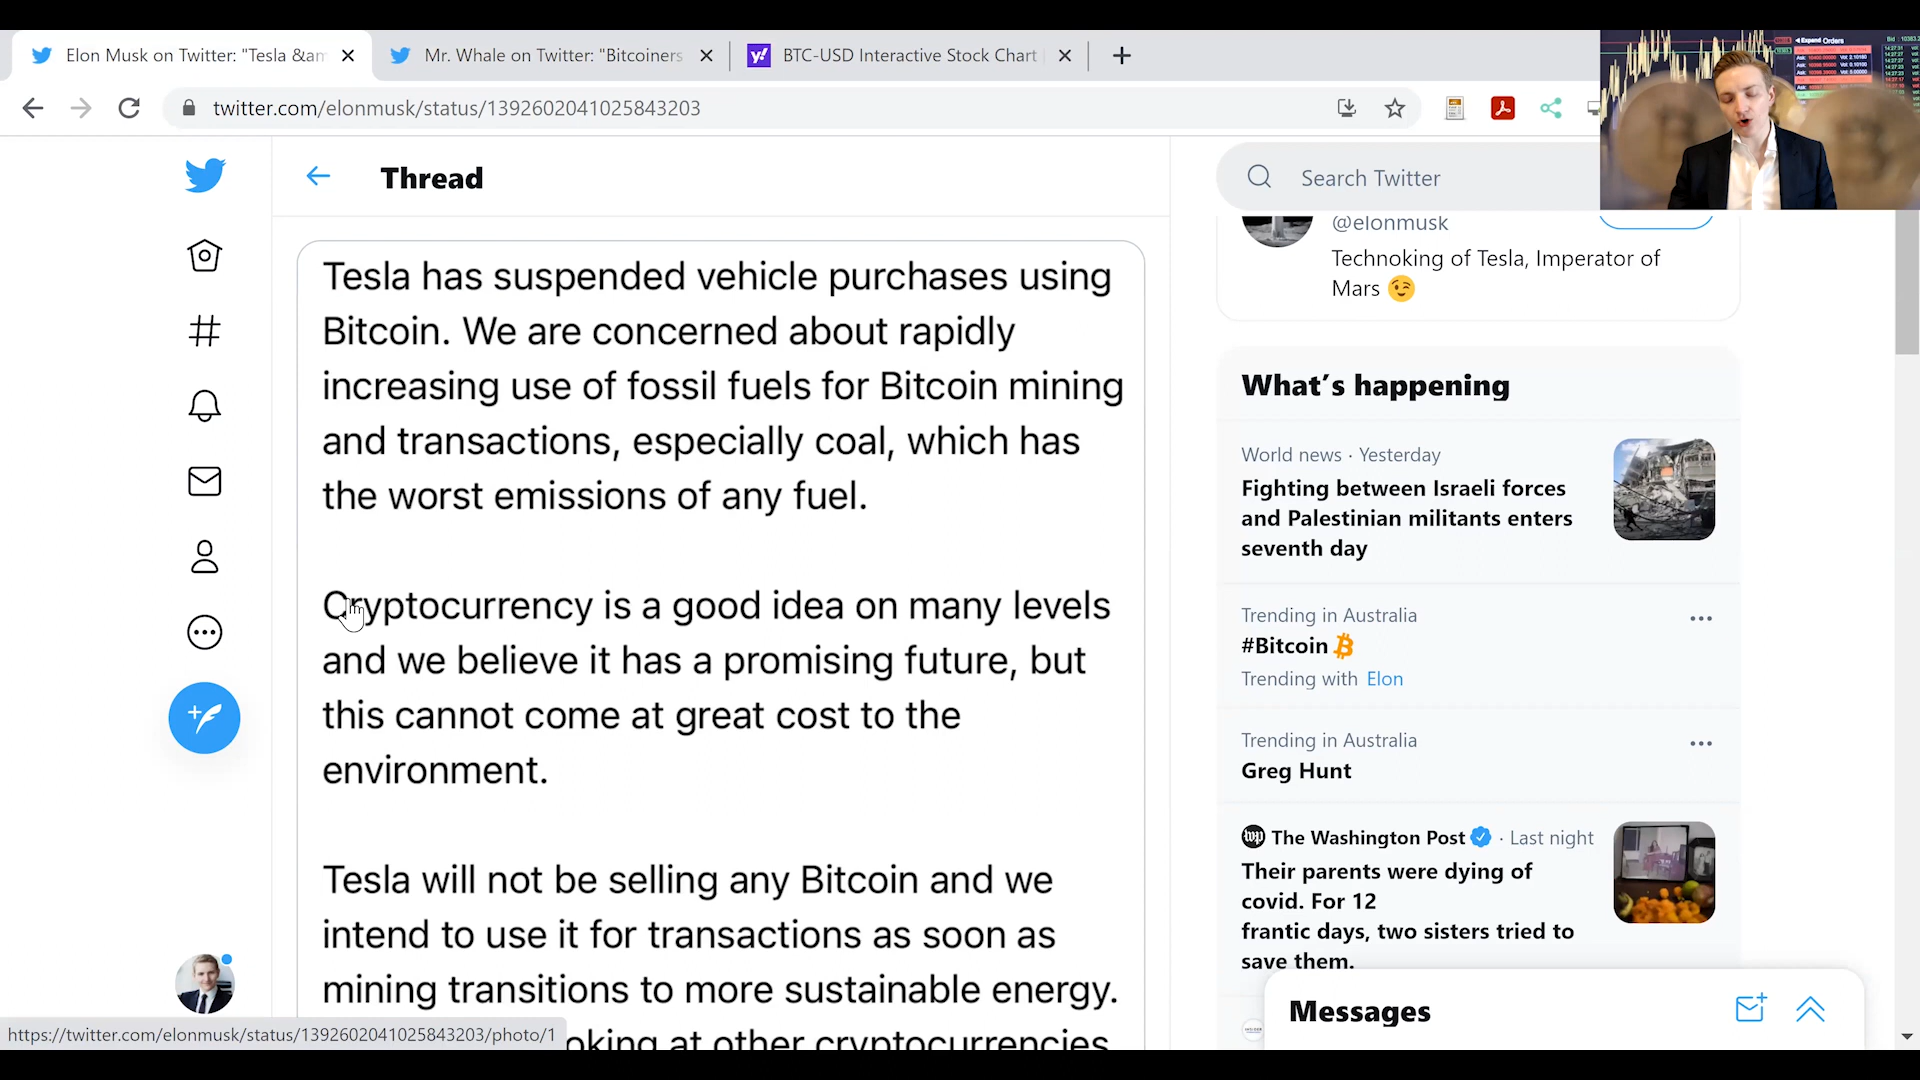 Elon Musk on Twitter: "Tesla &am
Mr. Whale on Twitter: "Bitcoiners
BTC-USD Interactive Stock Chart
twitter.com/elonmusk/status/1392602041025843203
Expand Orders
Thread
Search Twitter
@elonmusk
Technoking of Tesla, Imperator of
Mars 😉
Tesla has suspended vehicle purchases using
Bitcoin. We are concerned about rapidly
increasing use of fossil fuels for Bitcoin mining
and transactions, especially coal, which has
the worst emissions of any fuel.
Cryptocurrency is a good idea on many levels
and we believe it has a promising future, but
this cannot come at great cost to the
environment.
Tesla will not be selling any Bitcoin and we
intend to use it for transactions as soon as
mining transitions to more sustainable energy.
oking at other cryptocurrencies
What's happening
World news · Yesterday
Fighting between Israeli forces
and Palestinian militants enters
seventh day
Trending in Australia
#Bitcoin
Trending with Elon
Trending in Australia
Greg Hunt
The Washington Post · Last night
Their parents were dying of
covid. For 12
frantic days, two sisters tried to
save them.
Messages
https://twitter.com/elonmusk/status/1392602041025843203/photo/1